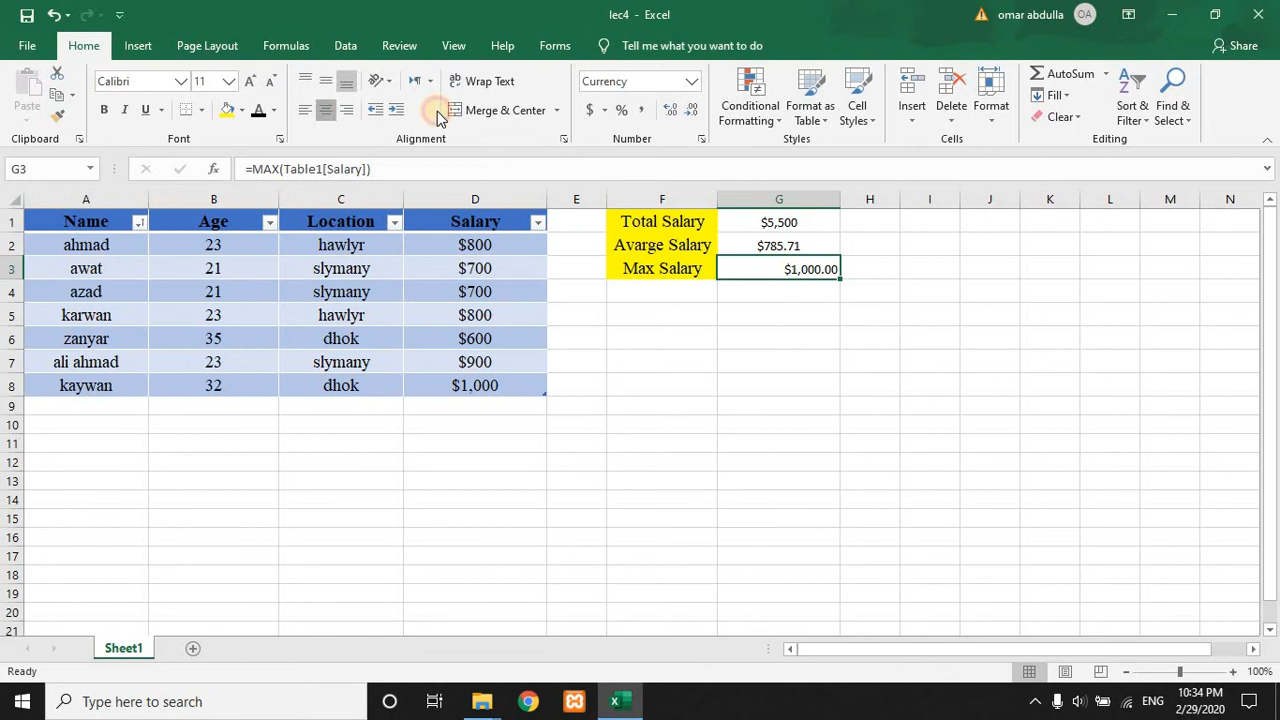 lec4 - Excel
omar abdulla OA
File Home Insert Page Layout Formulas Data Review View Help Forms Tell me what you want to do Share
Paste Calibri 11 A A Wrap Text Currency Conditional Formatting Format as Table Cell Styles Insert Delete Format AutoSum Fill Clear Sort & Filter Find & Select
B I U A Merge & Center $ % ,
Clipboard Font Alignment Number Styles Cells Editing
G3 fx =MAX(Table1[Salary])
A B C D E F G H I J K L M N
1 Name Age Location Salary Total Salary $5,500
2 ahmad 23 hawlyr $800 Avarge Salary $785.71
3 awat 21 slymany $700 Max Salary $1,000.00
4 azad 21 slymany $700
5 karwan 23 hawlyr $800
6 zanyar 35 dhok $600
7 ali ahmad 23 slymany $900
8 kaywan 32 dhok $1,000
9
10
11
12
13
14
15
16
17
18
19
20
21
Sheet1
Ready 100%
Type here to search ENG 10:34 PM
2/29/2020